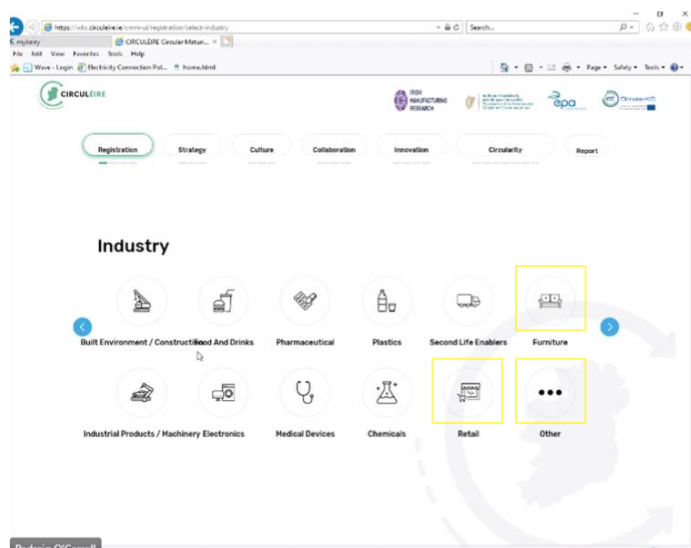 https://wlo.circuleire.ie/cmm-ui/registration/select-industry
Search...
CIRCULÉIRE Circular Maturi...
File Edit View Favorites Tools Help
Wave - Login Electricity Connection Pol... home.html
Page Safety Tools
CIRCULÉIRE
IRISH
MANUFACTURING
RESEARCH
epa
Registration Strategy Culture Collaboration Innovation Circularity Report
Industry
Built Environment / Construction Food And Drinks Pharmaceutical Plastics Second Life Enablers Furniture
Industrial Products / Machinery Electronics Medical Devices Chemicals Retail Other